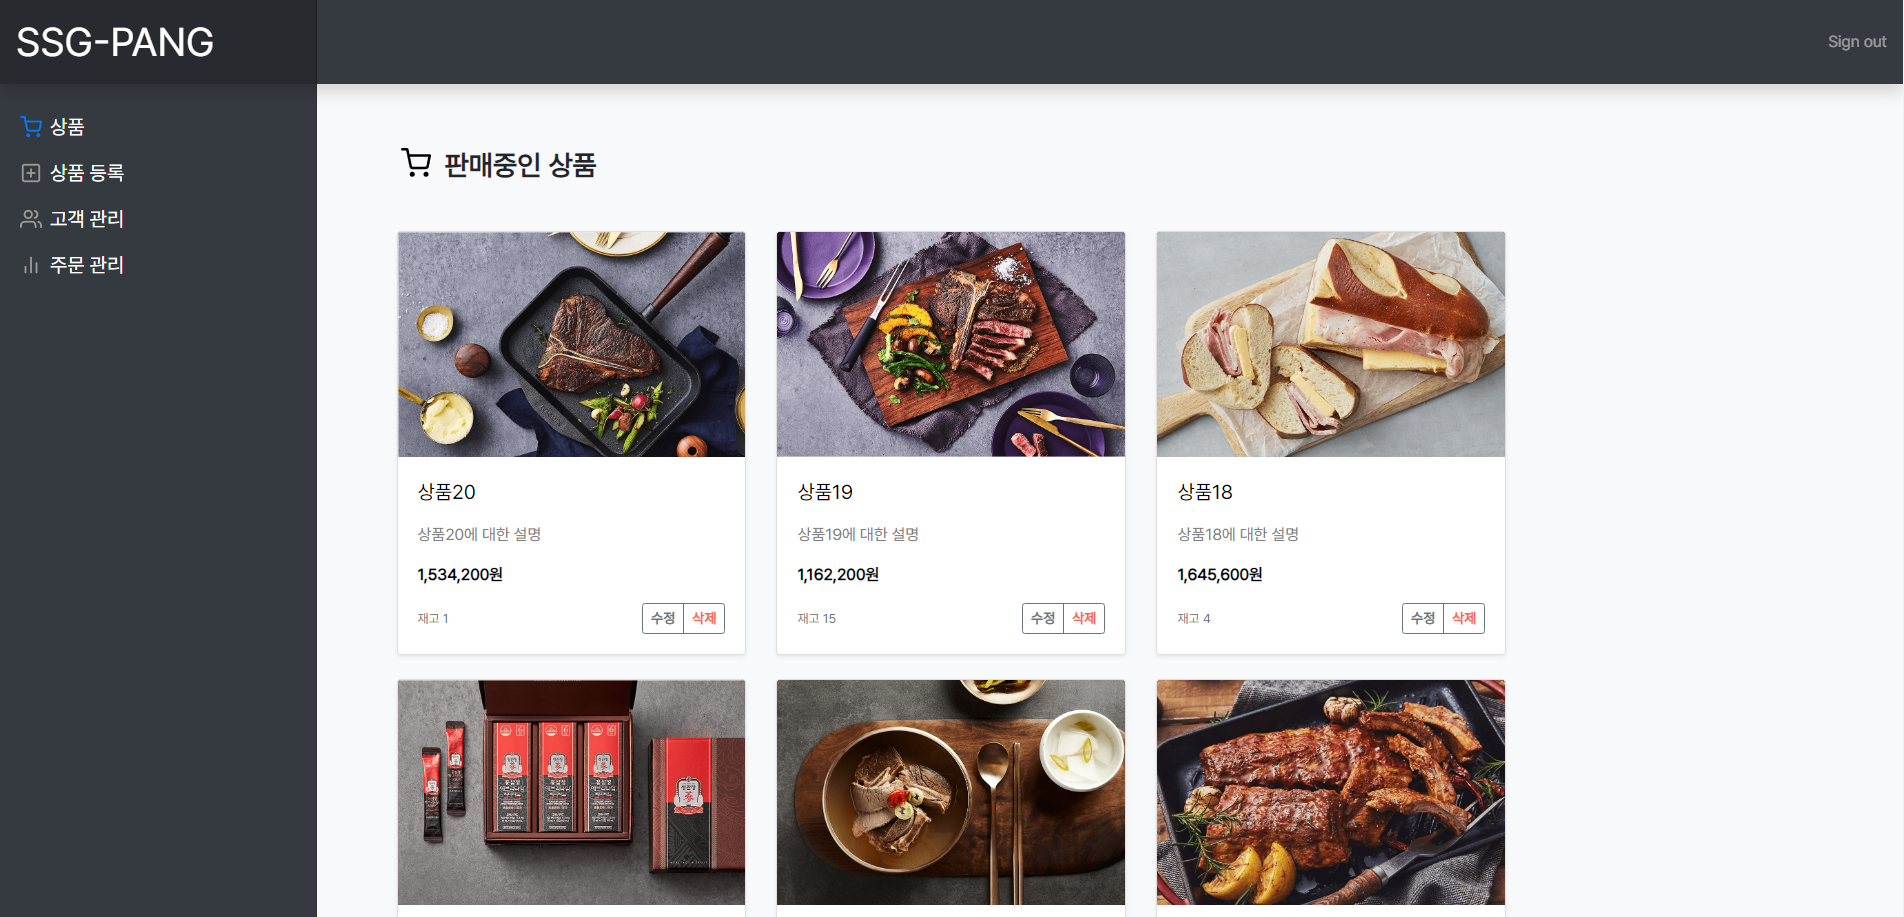 SSG-PANG
Sign out
상품
상품 등록
고객 관리
주문 관리
판매중인 상품
상품20
상품20에 대한 설명
1,534,200원
재고 1
수정 삭제
상품19
상품19에 대한 설명
1,162,200원
재고 15
수정 삭제
상품18
상품18에 대한 설명
1,645,600원
재고 4
수정 삭제